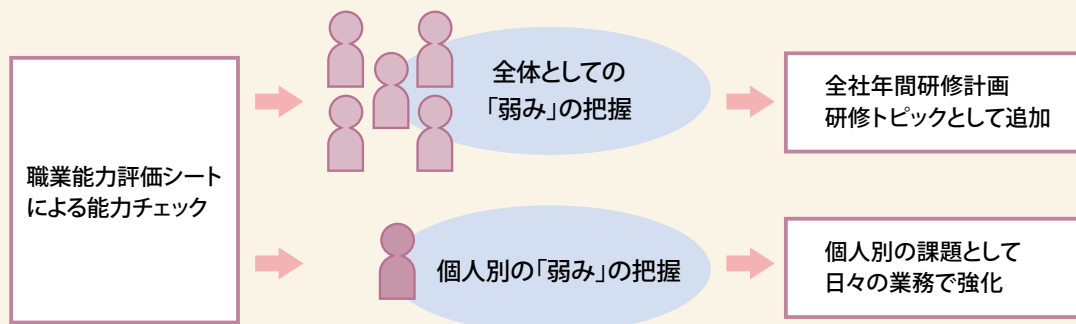 職業能力評価シート
による能力チェック
全体としての
「弱み」の把握
全社年間研修計画
研修トピックとして追加
個人別の「弱み」の把握
個人別の課題として
日々の業務で強化